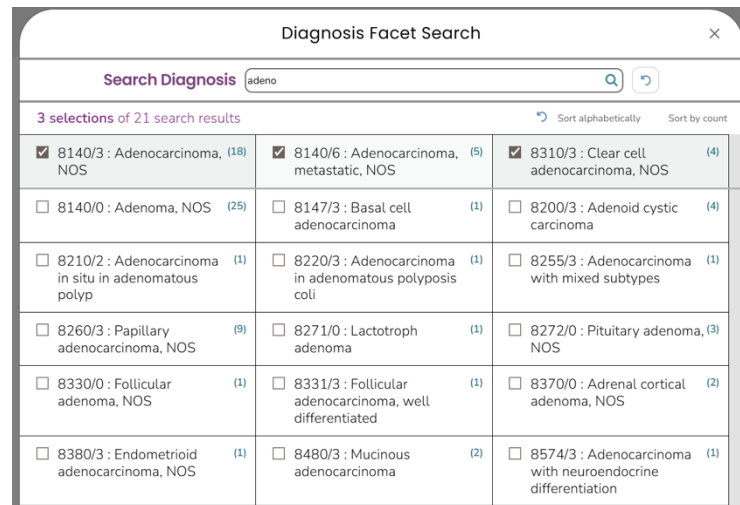 Diagnosis Facet Search ×
Search Diagnosis adeno
3 selections of 21 search results Sort alphabetically Sort by count
8140/3 : Adenocarcinoma, (18)
NOS
8140/6 : Adenocarcinoma, (5)
metastatic, NOS
8310/3 : Clear cell (4)
adenocarcinoma, NOS
8140/0 : Adenoma, NOS (25)
8147/3 : Basal cell (1)
adenocarcinoma
8200/3 : Adenoid cystic (4)
carcinoma
8210/2 : Adenocarcinoma (1)
in situ in adenomatous
polyp
8220/3 : Adenocarcinoma (1)
in adenomatous polyposis
coli
8255/3 : Adenocarcinoma (1)
with mixed subtypes
8260/3 : Papillary (9)
adenocarcinoma, NOS
8271/0 : Lactotroph (1)
adenoma
8272/0 : Pituitary adenoma, (3)
NOS
8330/0 : Follicular (1)
adenoma, NOS
8331/3 : Follicular (1)
adenocarcinoma, well
differentiated
8370/0 : Adrenal cortical (2)
adenoma, NOS
8380/3 : Endometrioid (1)
adenocarcinoma, NOS
8480/3 : Mucinous (2)
adenocarcinoma
8574/3 : Adenocarcinoma (1)
with neuroendocrine
differentiation